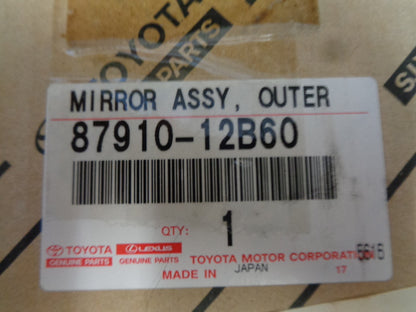 TOYOTA
MIRROR ASSY, OUTER
87910-12B60
QTY: 1
TOYOTA GENUINE PARTS
LEXUS GENUINE PARTS
TOYOTA MOTOR CORPORATION
MADE IN JAPAN 17